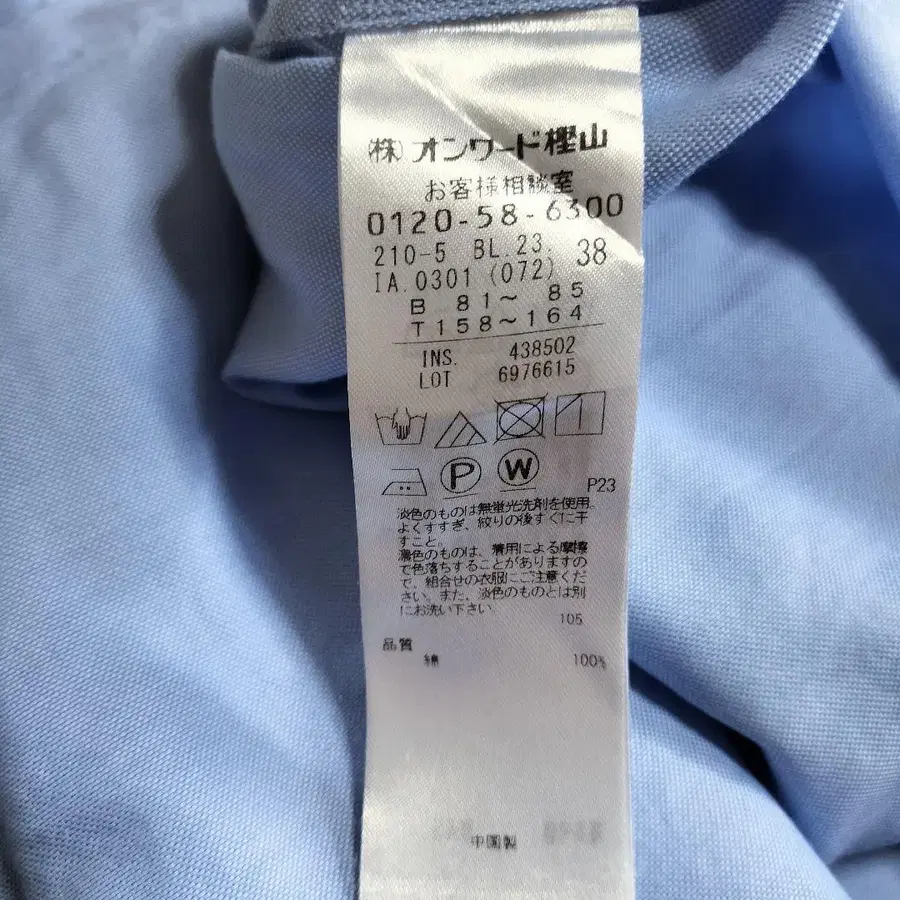 (株)オンワード樫山
お客様相談室
0120-58-6300
210-5 BL.23. 38
IA.0301 (072)
B 81～ 85
T158～164
INS. 438502
LOT 6976615
P W
P23
淡色のものは無蛍光洗剤を使用。
よくすすぎ、絞りの後すぐに干
すこと。
濃色のものは、着用による摩擦
で色落ちすることがありますの
で、組合せの衣服にご注意くだ
さい。また、淡色のものとは別
にお洗い下さい。
105
品質
綿 100%
中国製